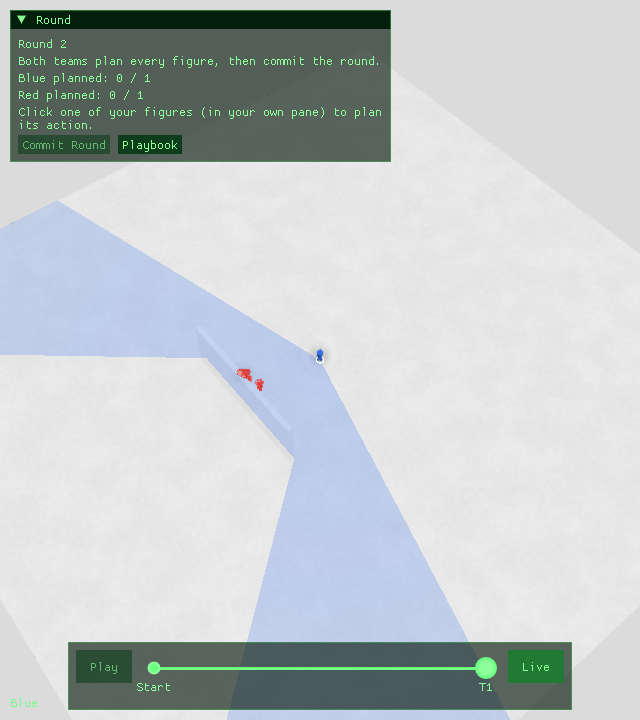 Round
Round 2
Both teams plan every figure, then commit the round.
Blue planned: 0 / 1
Red planned: 0 / 1
Click one of your figures (in your own pane) to plan
its action.
Commit Round Playbook
Play
Live
Start
T1
Blue